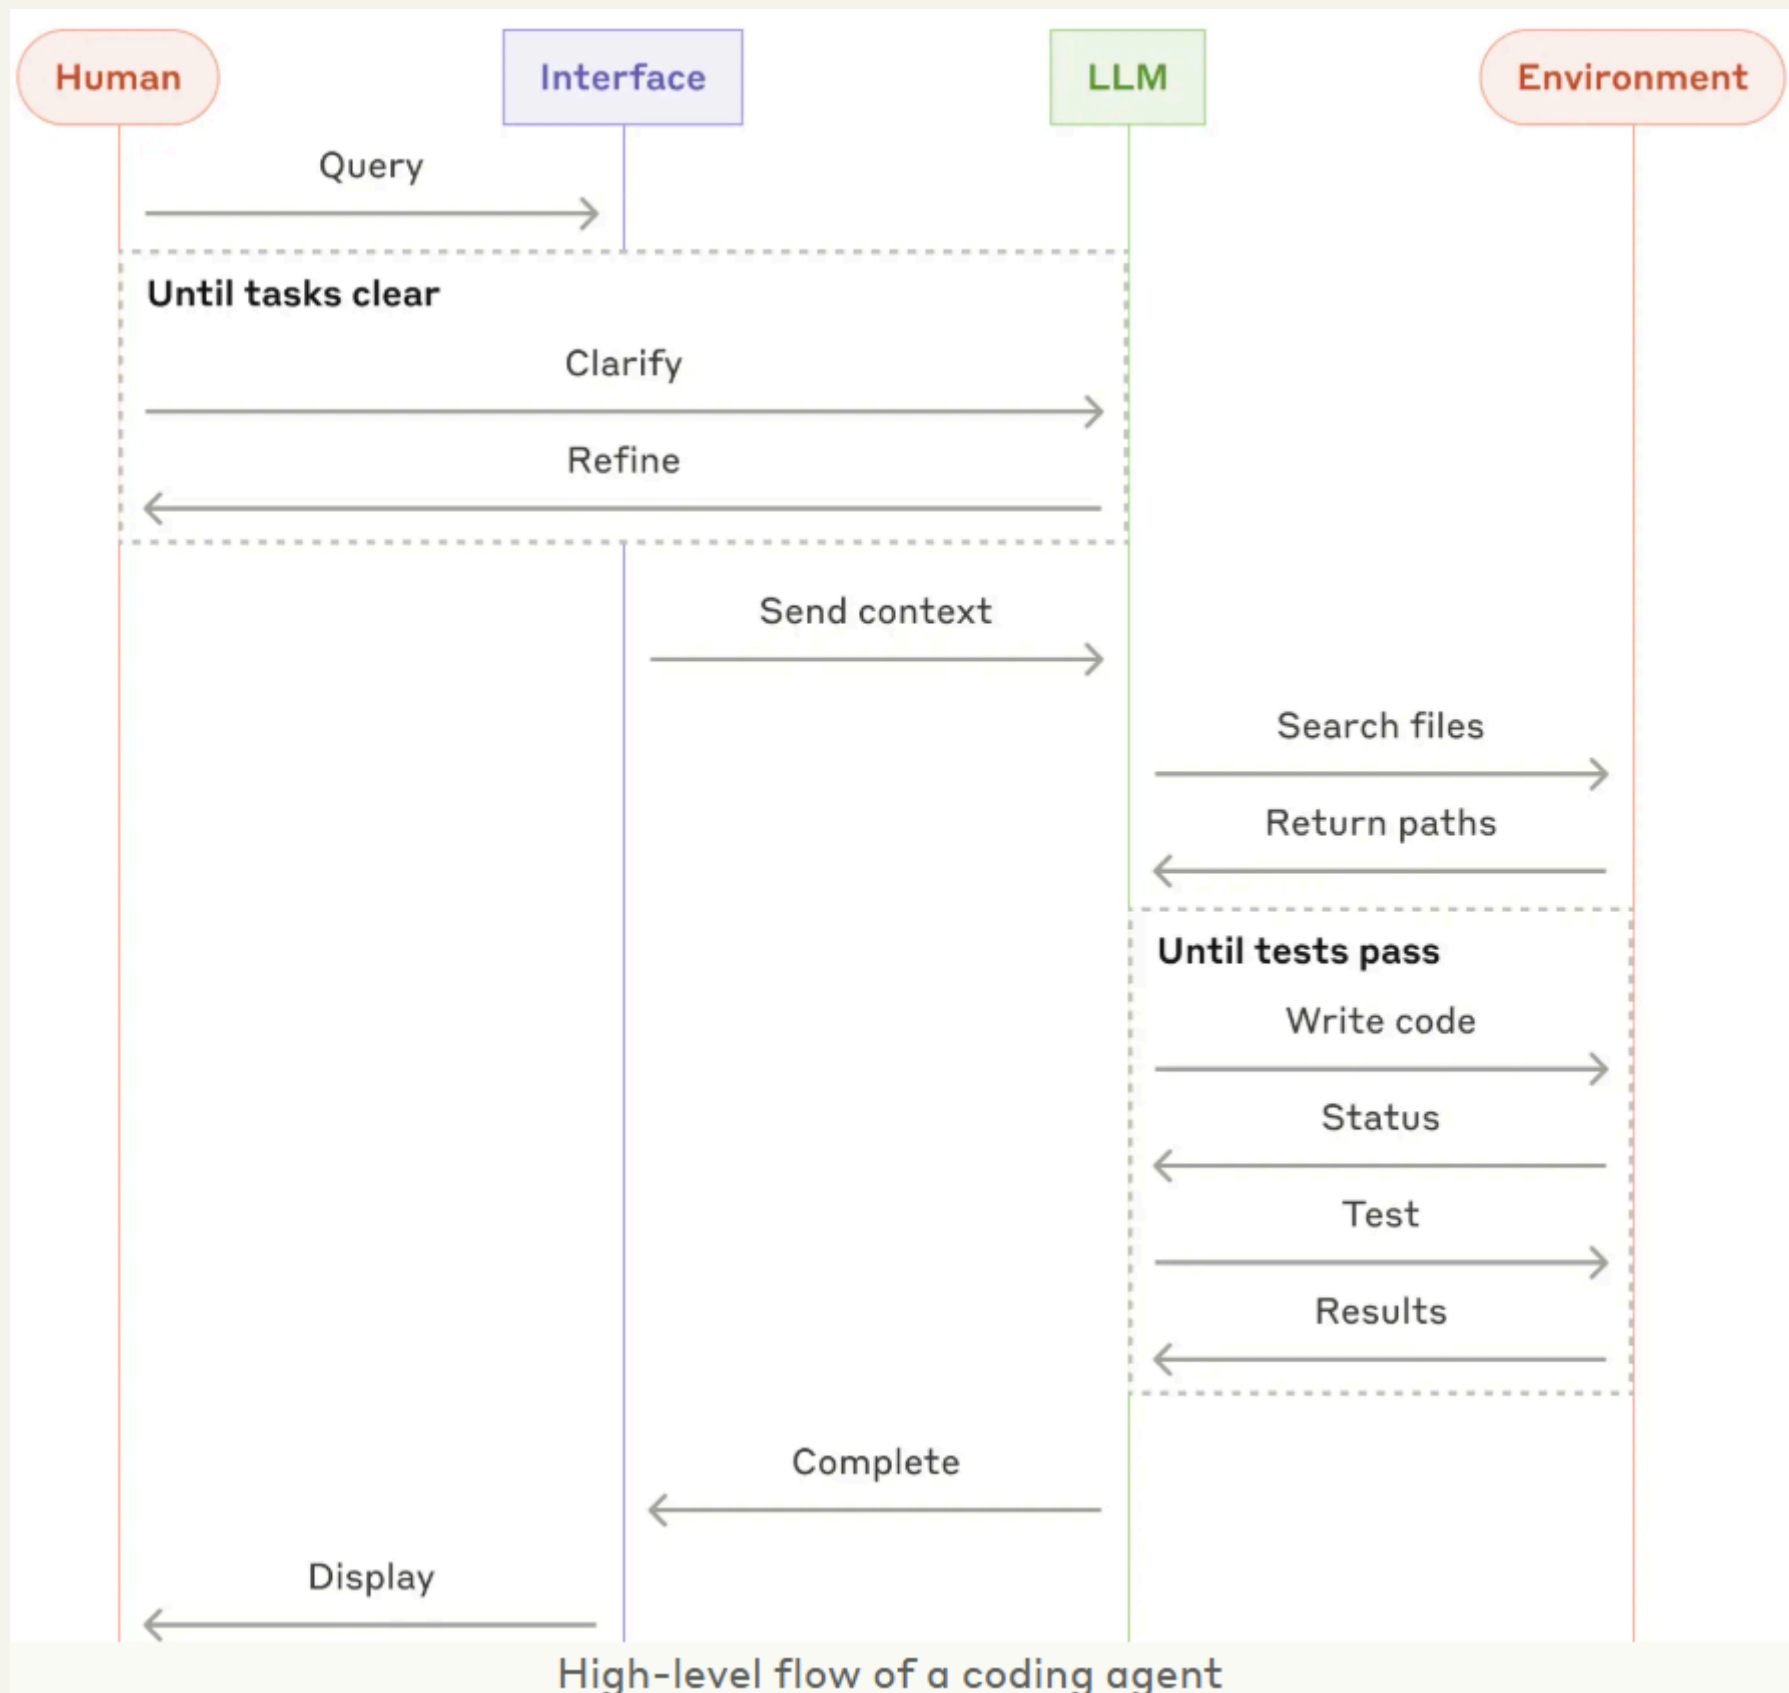 Human
Interface
LLM
Environment
Query
Until tasks clear
Clarify
Refine
Send context
Search files
Return paths
Until tests pass
Write code
Status
Test
Results
Complete
Display
High-level flow of a coding agent